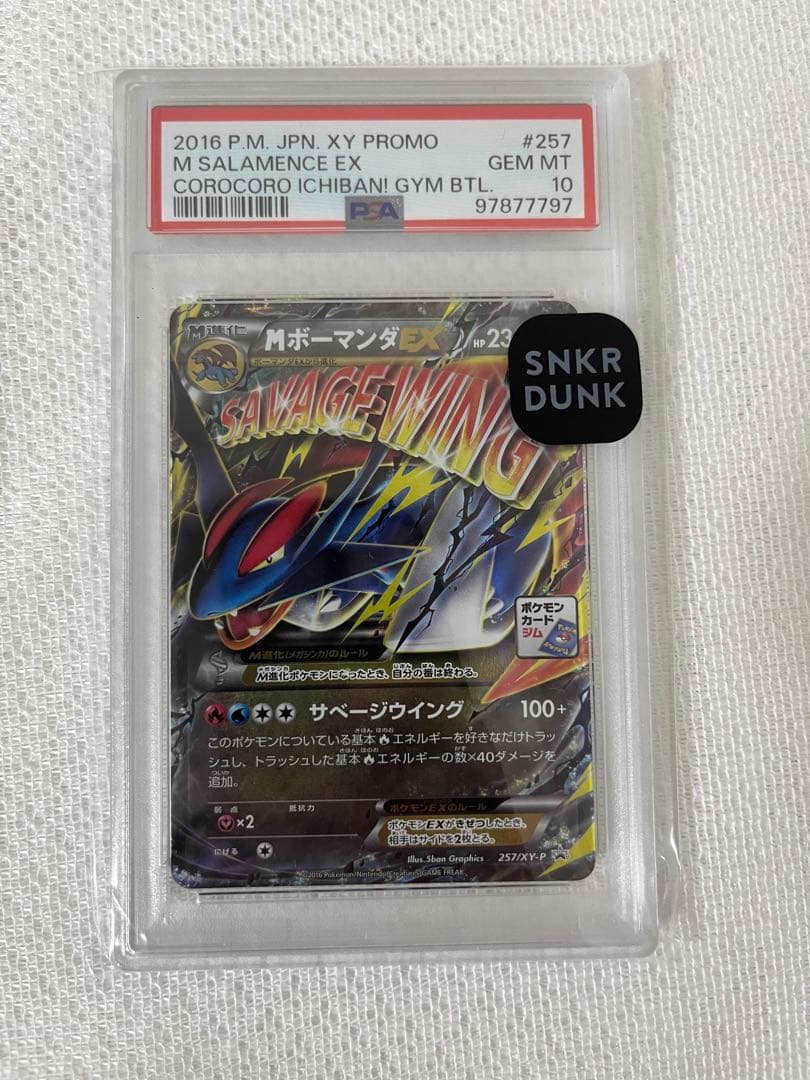 2016 P.M. JPN. XY PROMO #257
M SALAMENCE EX GEM MT
COROCORO ICHIBAN! GYM BTL. 10
PSA 97877797
M進化
MボーマンダEX HP 23
ボーマンダEXから進化
SNKR
DUNK
SAVAGE WING
ポケモン
カード
ジム
M進化[メガシンカ]のルール
M進化ポケモンになったとき、自分の番は終わる。
サベージウイング 100+
このポケモンについている基本エネルギーを好きなだけトラッ
シュし、トラッシュした基本エネルギーの数×40ダメージを
追加。
弱点 抵抗力
×2
にげる
ポケモンEXのルール
ポケモンEXがきぜつしたとき、
相手はサイドを2枚とる。
Illus. 5ban Graphics 257/XY-P
©2016 Pokémon/Nintendo/Creatures/GAME FREAK